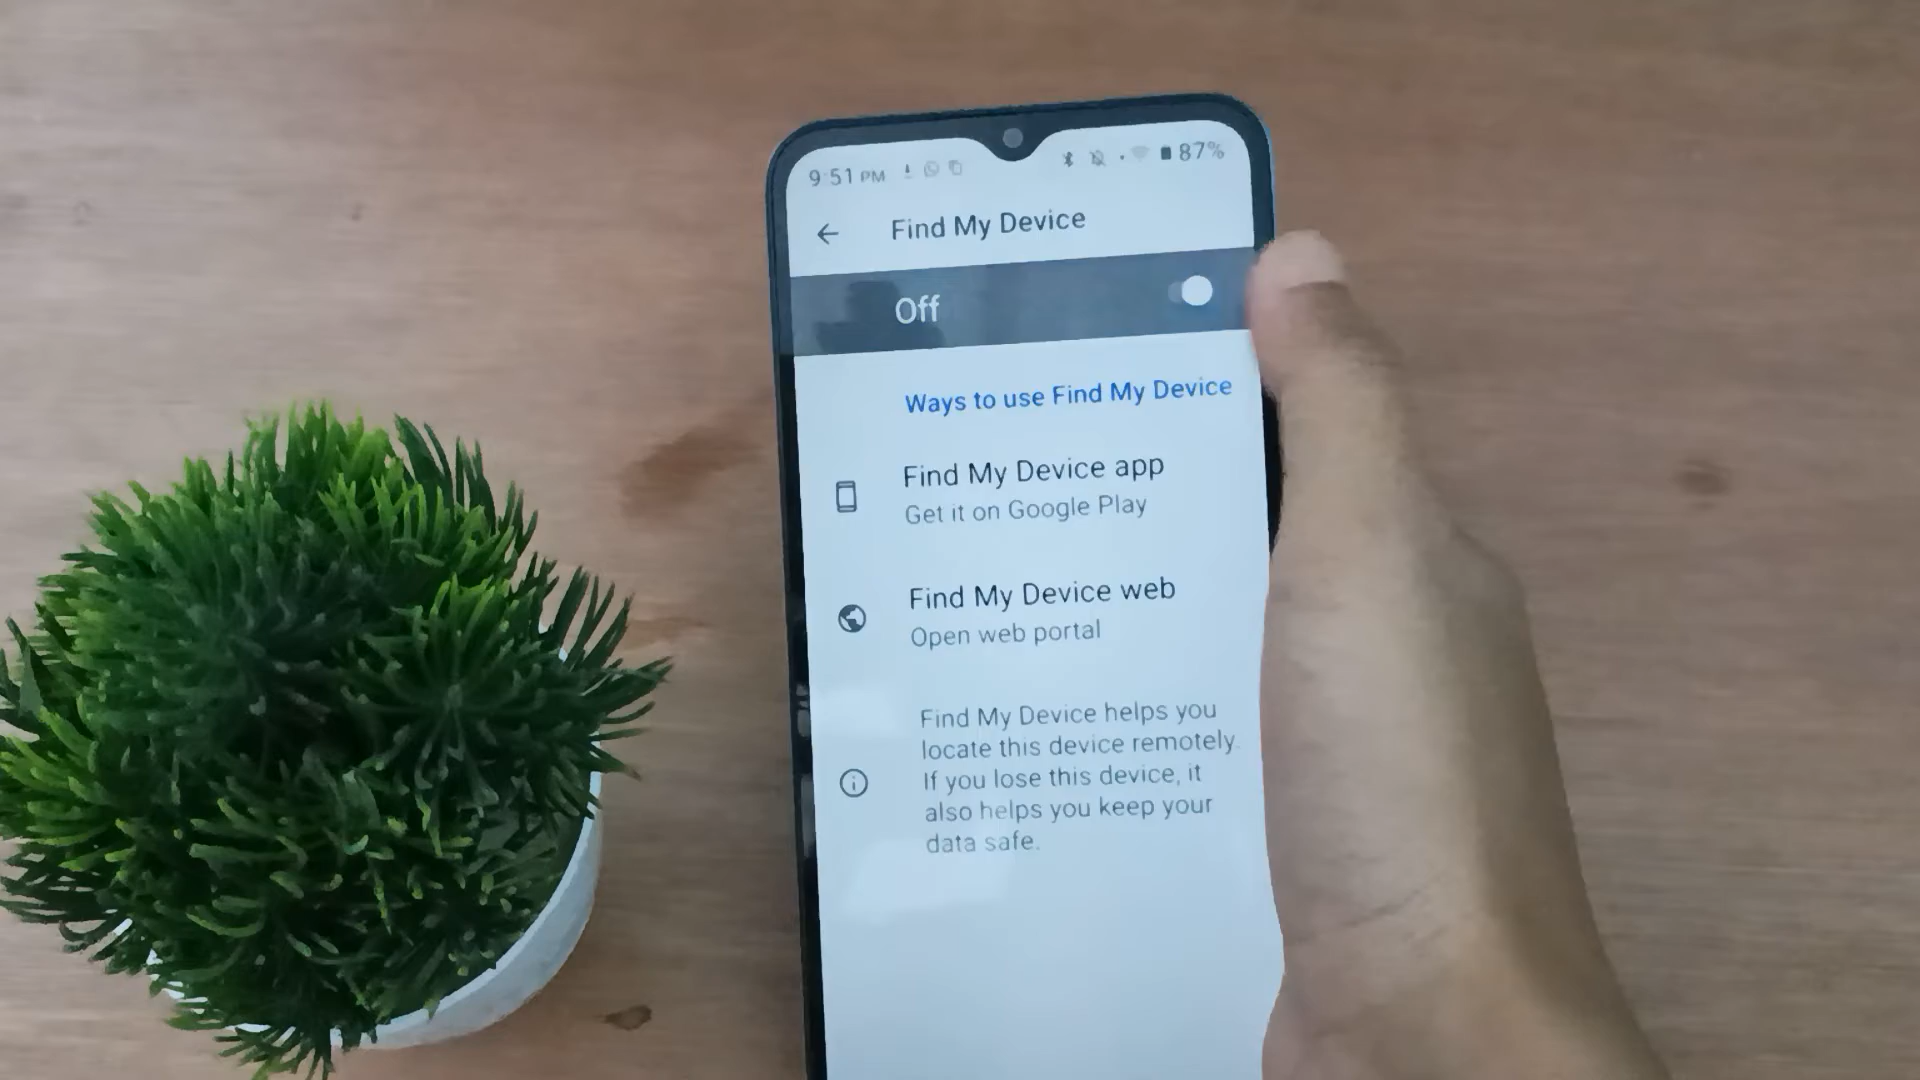 9:51 PM 87%
Find My Device
Off
Ways to use Find My Device
Find My Device app
Get it on Google Play
Find My Device web
Open web portal
Find My Device helps you
locate this device remotely.
If you lose this device, it
also helps you keep your
data safe.